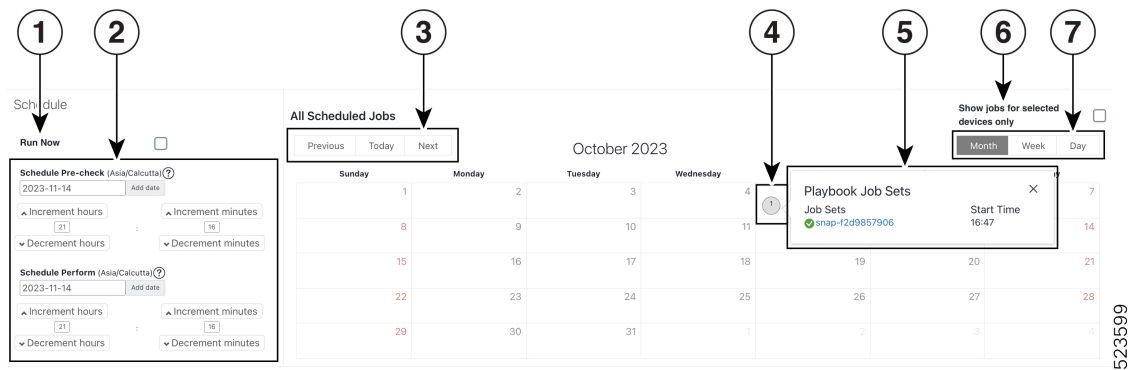 1 2 3 4 5 6 7
Schedule
Run Now
Schedule Pre-check (Asia/Calcutta) ?
2023-11-14 Add date
Increment hours Increment minutes
21 : 16
Decrement hours Decrement minutes
Schedule Perform (Asia/Calcutta) ?
2023-11-14 Add date
Increment hours Increment minutes
21 : 16
Decrement hours Decrement minutes
All Scheduled Jobs
Previous Today Next
October 2023
Show jobs for selected
devices only
Month Week Day
Sunday Monday Tuesday Wednesday
1 2 3 4 7
1
8 9 10 11 14
15 16 17 18 19 20 21
22 23 24 25 26 27 28
29 30 31 1 2 3 4
Playbook Job Sets
Job Sets Start Time
snap-f2d9857906 16:47
523599